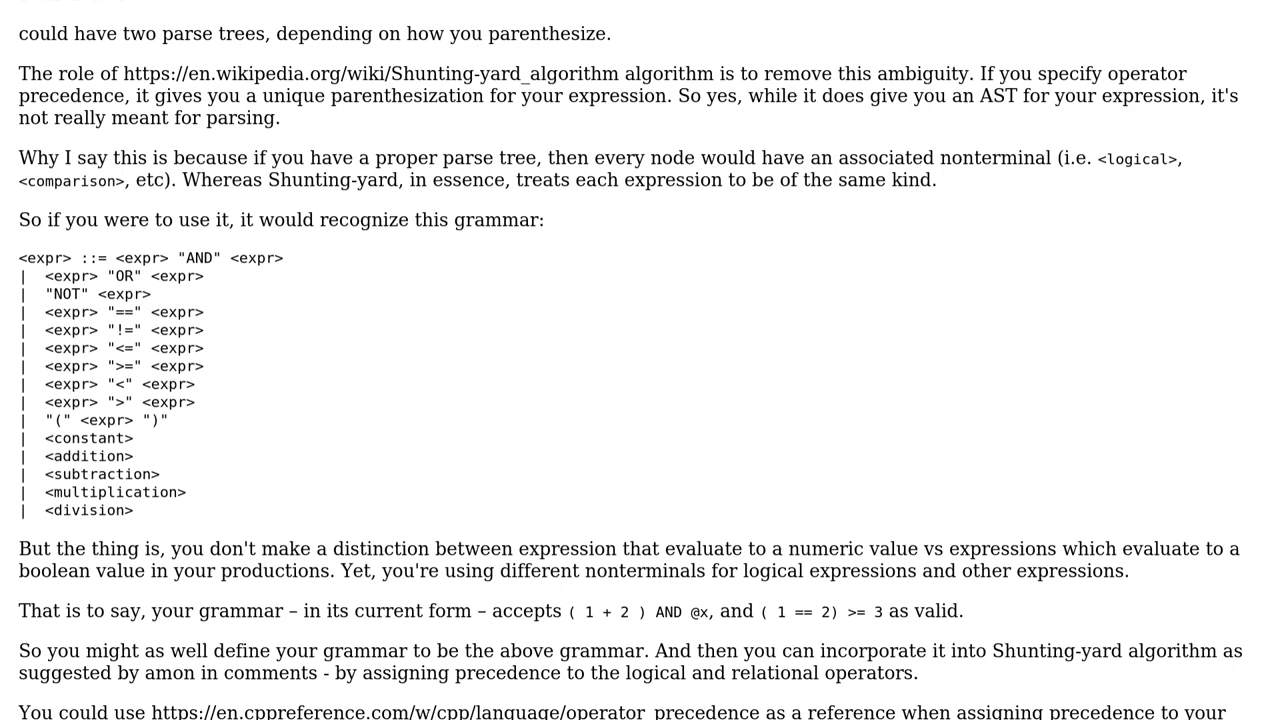 could have two parse trees, depending on how you parenthesize.
The role of https://en.wikipedia.org/wiki/Shunting-yard_algorithm algorithm is to remove this ambiguity. If you specify operator
precedence, it gives you a unique parenthesization for your expression. So yes, while it does give you an AST for your expression, it's
not really meant for parsing.
Why I say this is because if you have a proper parse tree, then every node would have an associated nonterminal (i.e. <logical>,
<comparison>, etc). Whereas Shunting-yard, in essence, treats each expression to be of the same kind.
So if you were to use it, it would recognize this grammar:
<expr> ::= <expr> "AND" <expr>
|  <expr> "OR" <expr>
|  "NOT" <expr>
|  <expr> "==" <expr>
|  <expr> "!=" <expr>
|  <expr> "<=" <expr>
|  <expr> ">=" <expr>
|  <expr> "<" <expr>
|  <expr> ">" <expr>
|  "(" <expr> ")"
|  <constant>
|  <addition>
|  <subtraction>
|  <multiplication>
|  <division>
But the thing is, you don't make a distinction between expression that evaluate to a numeric value vs expressions which evaluate to a
boolean value in your productions. Yet, you're using different nonterminals for logical expressions and other expressions.
That is to say, your grammar – in its current form – accepts ( 1 + 2 ) AND @x, and ( 1 == 2) >= 3 as valid.
So you might as well define your grammar to be the above grammar. And then you can incorporate it into Shunting-yard algorithm as
suggested by amon in comments - by assigning precedence to the logical and relational operators.
You could use https://en.cppreference.com/w/cpp/language/operator_precedence as a reference when assigning precedence to your